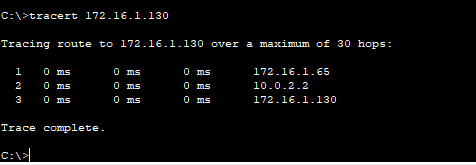 C:\>tracert 172.16.1.130
Tracing route to 172.16.1.130 over a maximum of 30 hops:
1 0 ms 0 ms 0 ms 172.16.1.65
2 0 ms 0 ms 0 ms 10.0.2.2
3 0 ms 0 ms 0 ms 172.16.1.130
Trace complete.
C:\>